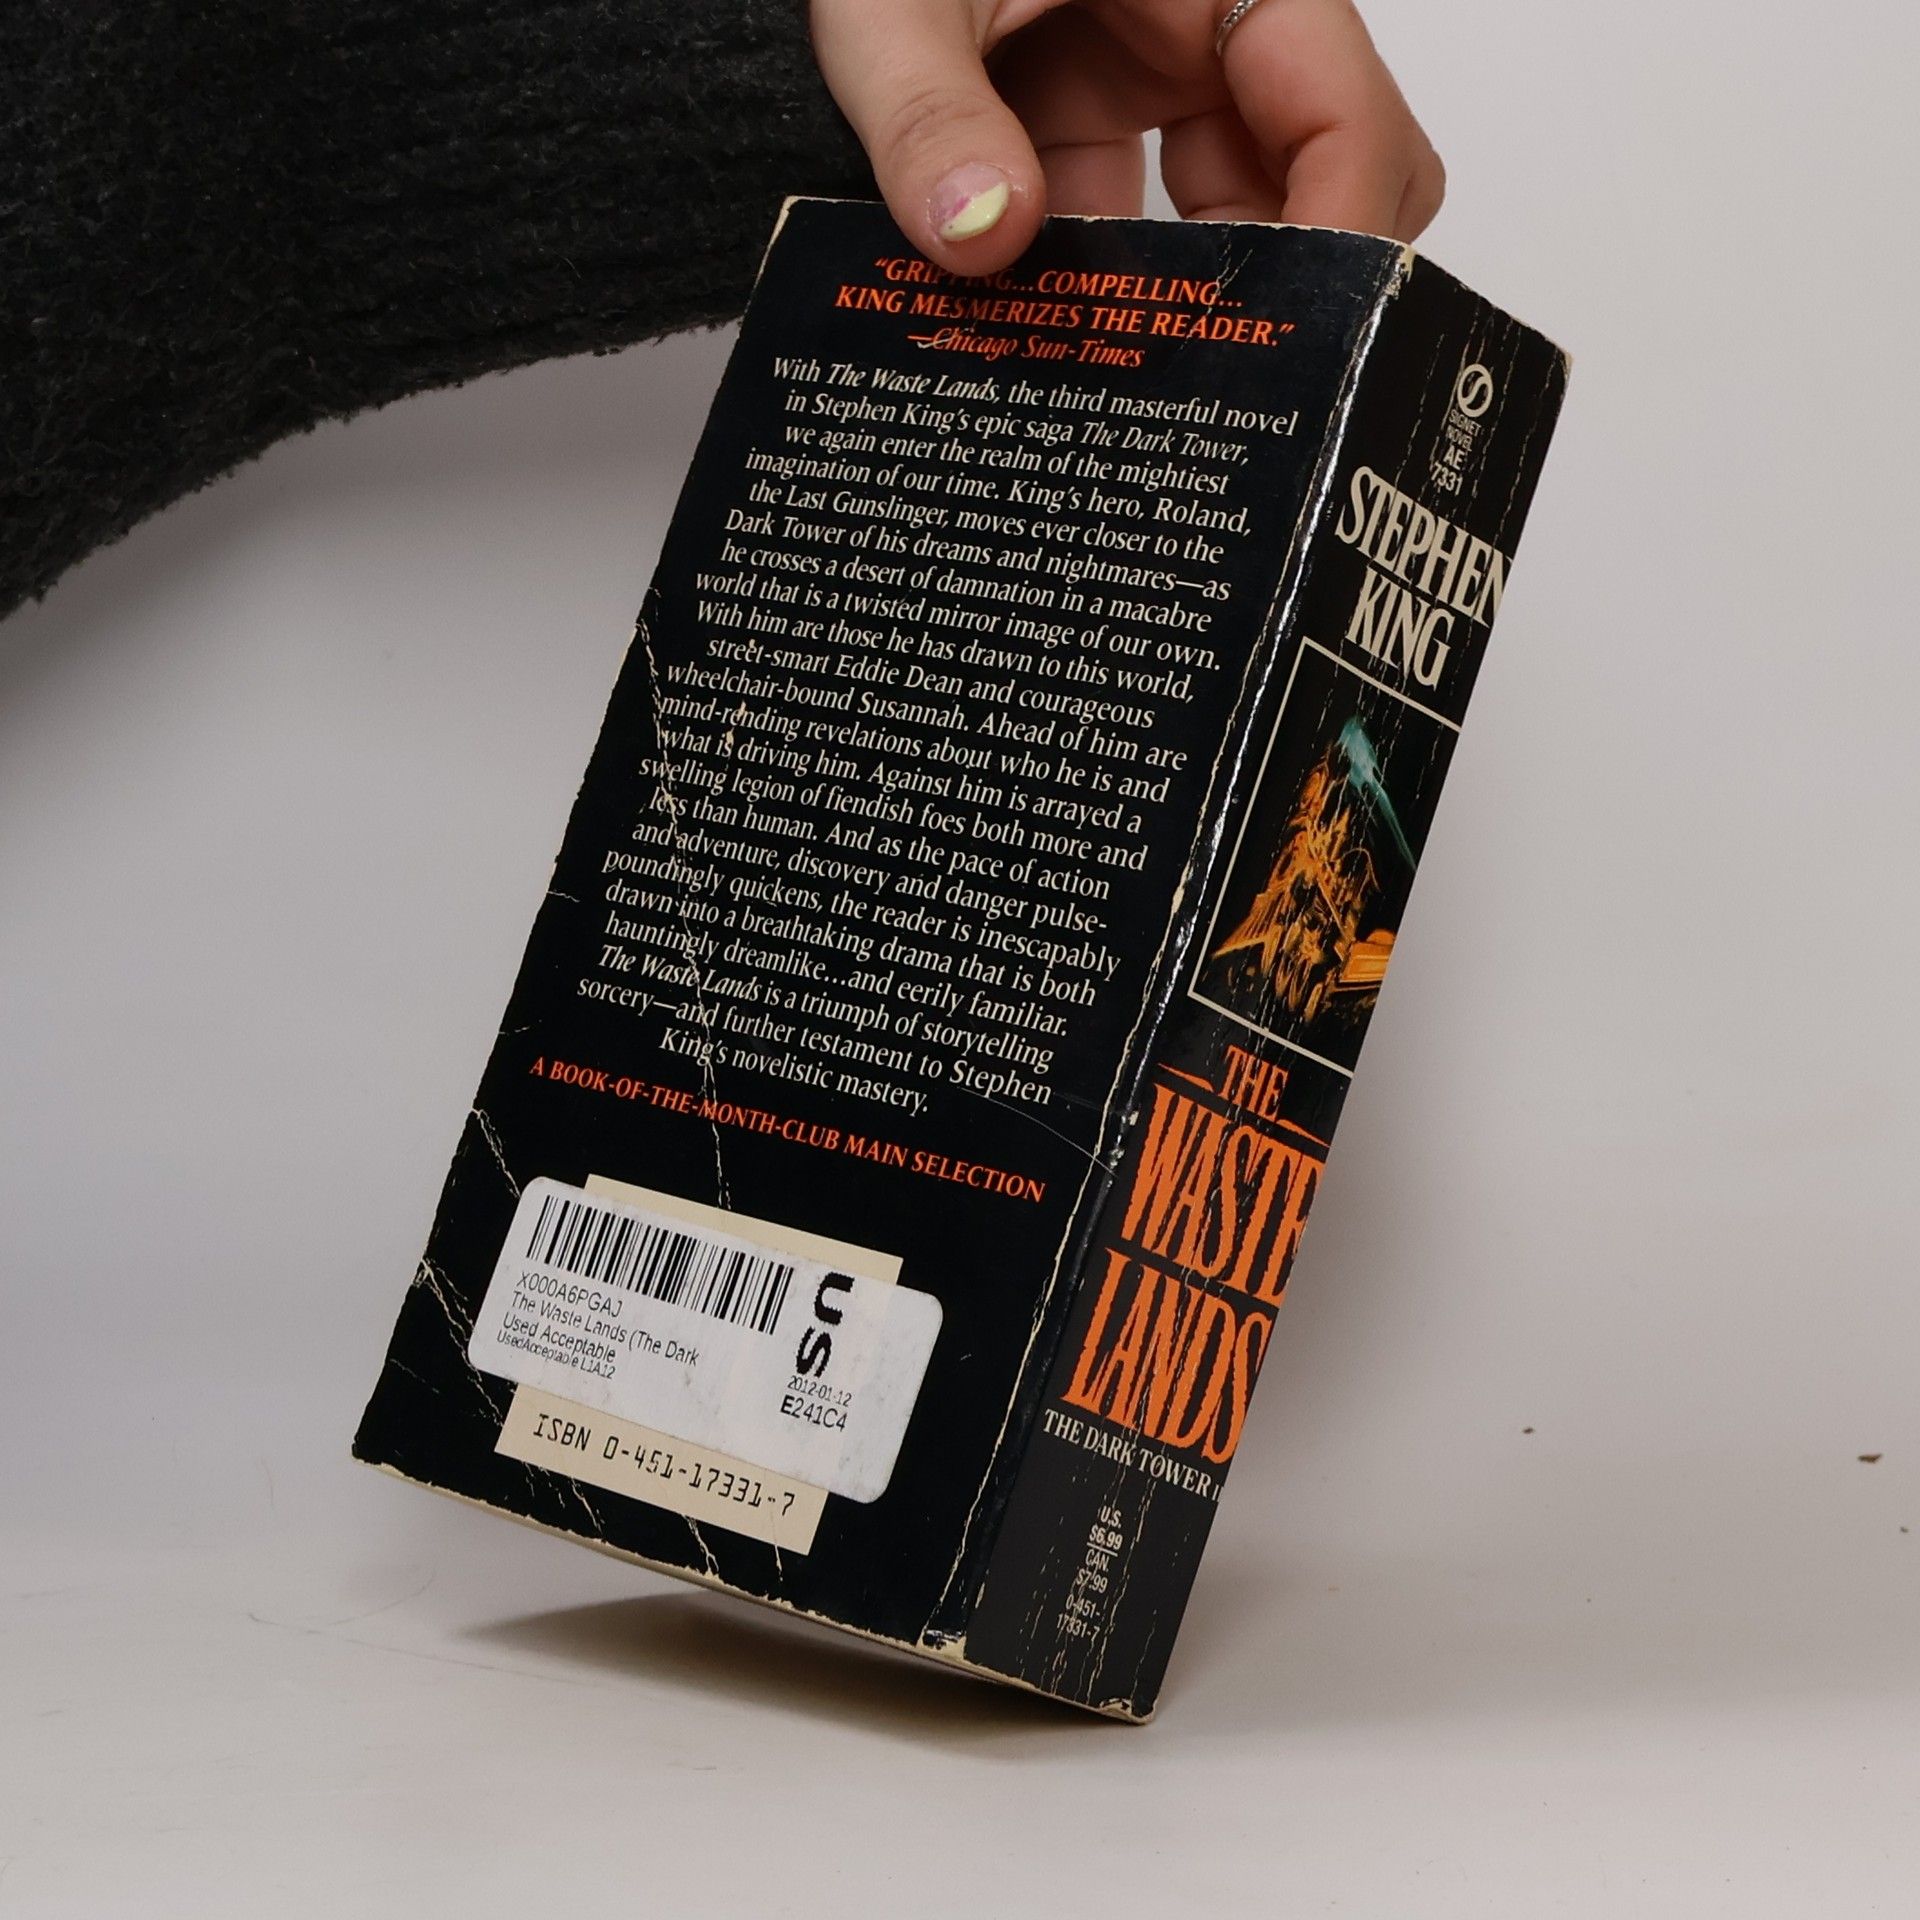 “GRIPPING...COMPELLING...
KING MESMERIZES THE READER.”
—Chicago Sun-Times
With The Waste Lands, the third masterful novel
in Stephen King's epic saga The Dark Tower,
we again enter the realm of the mightiest
imagination of our time. King's hero, Roland,
the Last Gunslinger, moves ever closer to the
Dark Tower of his dreams and nightmares—as
he crosses a desert of damnation in a macabre
world that is a twisted mirror image of our own.
With him are those he has drawn to this world,
street-smart Eddie Dean and courageous
wheelchair-bound Susannah. Ahead of him are
mind-rending revelations about who he is and
what is driving him. Against him is arrayed a
swelling legion of fiendish foes both more and
less than human. And as the pace of action
and adventure, discovery and danger pulse-
poundingly quickens, the reader is inescapably
drawn into a breathtaking drama that is both
hauntingly dreamlike...and eerily familiar.
The Waste Lands is a triumph of storytelling
sorcery—and further testament to Stephen
King's novelistic mastery.
A BOOK-OF-THE-MONTH-CLUB MAIN SELECTION
X000A6PGAJ
The Waste Lands (The Dark
Used Acceptable
UsedAcceptable L1A12
sn
2012-01-12
E241C4
ISBN 0-451-17331-7
SIGNET
NOVEL
AE
7331
STEPHEN
KING
THE
WASTE
LANDS
THE DARK TOWER
U.S.
$6.99
CAN.
$7.99
0-451-
17331-7